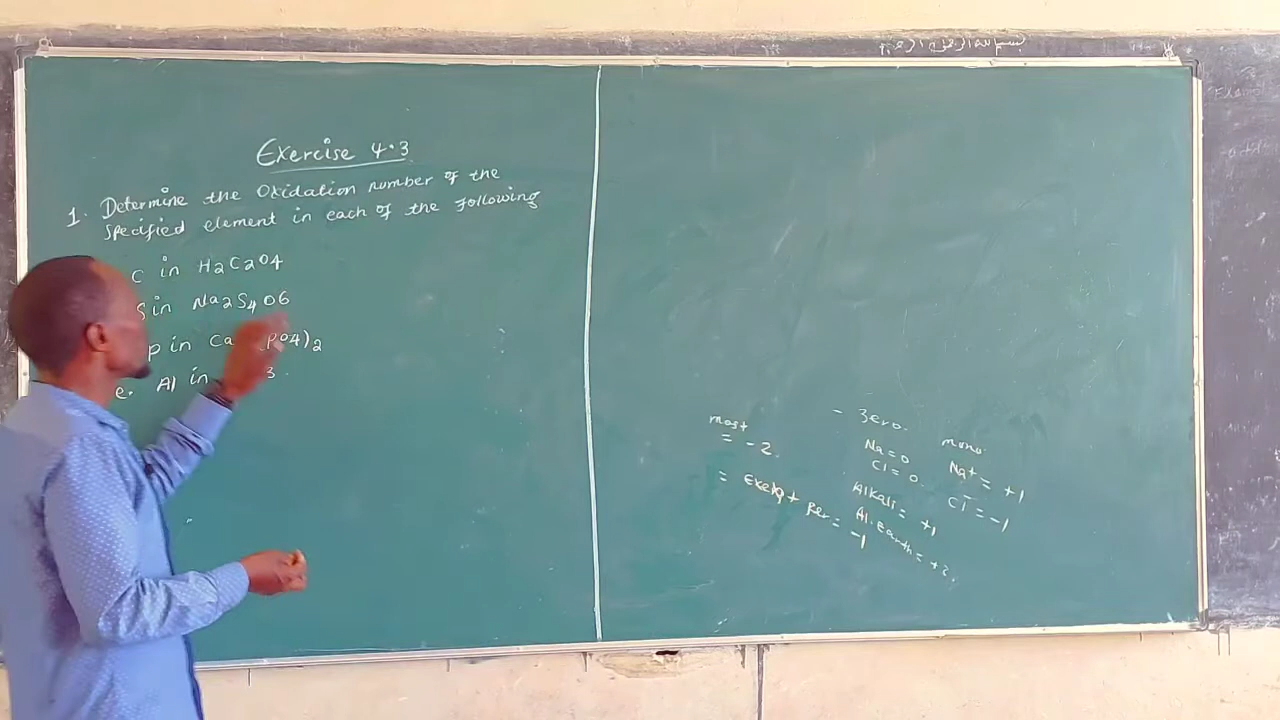 Exercise 4.3
1. Determine the Oxidation number of the
specified element in each of the following
C in H2C2O4
S in Na2S4O6
P in Ca PO4)2
e. Al in 3.
most
= -2.
= exept per = -1
- Zero.
Na = 0
Cl = 0.
Alkali = +1
Al. earth = +2.
mono.
Na+ = +1
Cl- = -1